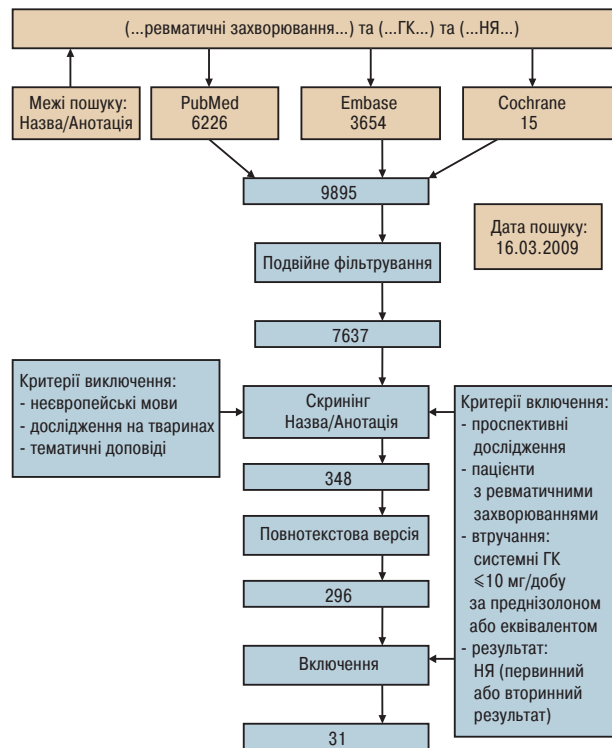 (...ревматичні захворювання...) та (...ГК...) та (...НЯ...)
Межі пошуку:
Назва/Анотація
PubMed
6226
Embase
3654
Cochrane
15
9895
Дата пошуку:
16.03.2009
Подвійне фільтрування
7637
Критерії виключення:
- неєвропейські мови
- дослідження на тваринах
- тематичні доповіді
Скринінг
Назва/Анотація
Критерії включення:
- проспективні
дослідження
- пацієнти
з ревматичними
захворюваннями
- втручання:
системні ГК
≤10 мг/добу
за преднізолоном
або еквівалентом
- результат:
НЯ (первинний
або вторинний
результат)
348
Повнотекстова версія
296
Включення
31